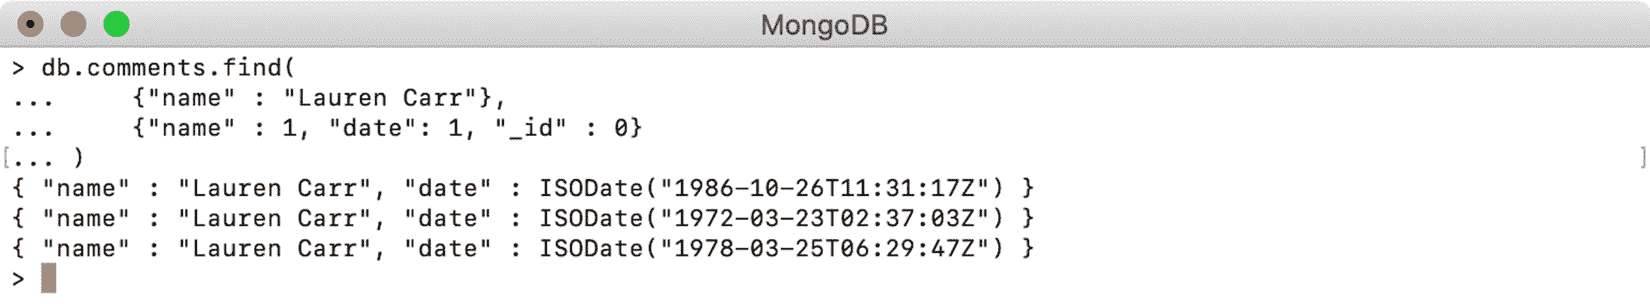 MongoDB
> db.comments.find(
...     {"name" : "Lauren Carr"},
...     {"name" : 1, "date": 1, "_id" : 0}
[... )                                                                                                         ]
{ "name" : "Lauren Carr", "date" : ISODate("1986-10-26T11:31:17Z") }
{ "name" : "Lauren Carr", "date" : ISODate("1972-03-23T02:37:03Z") }
{ "name" : "Lauren Carr", "date" : ISODate("1978-03-25T06:29:47Z") }
>